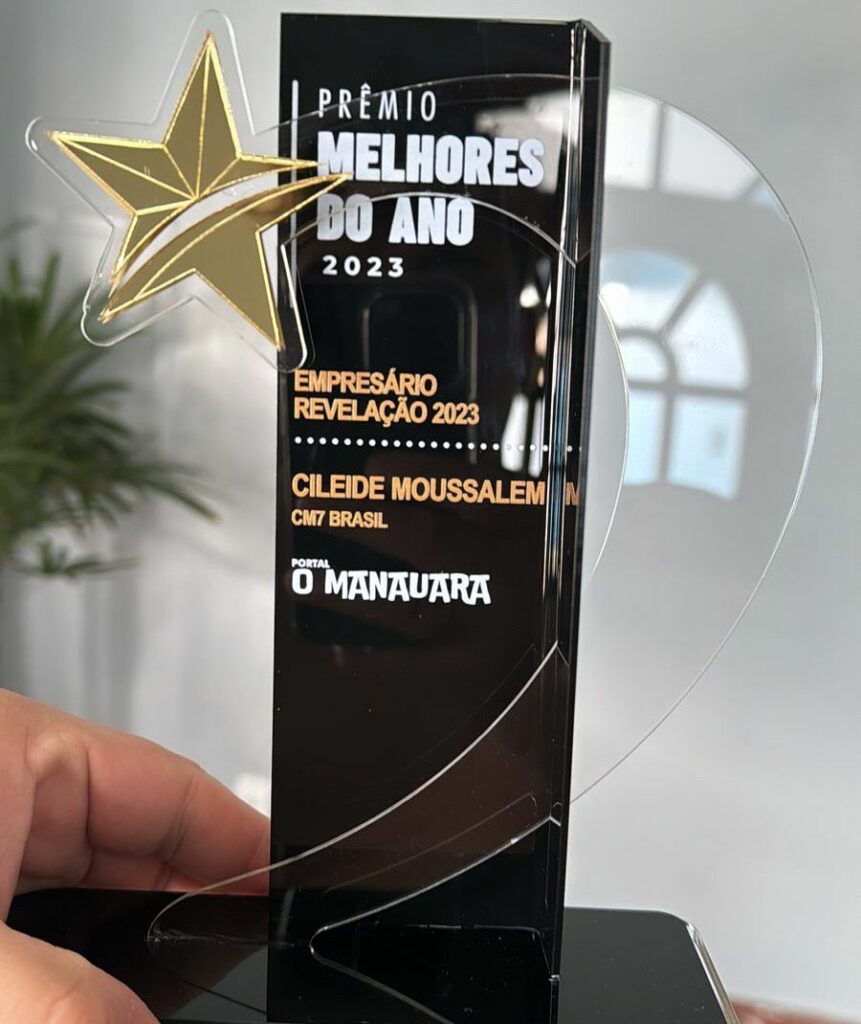 PRÊMIO
MELHORES
DO ANO
2023
EMPRESÁRIO
REVELAÇÃO 2023
CILEIDE MOUSSALEM
CM7 BRASIL
PORTAL
O MANAUARA